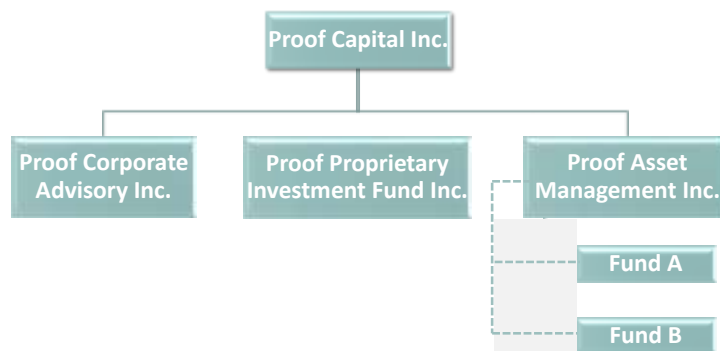 Proof Capital Inc.
Proof Corporate
Advisory Inc.
Proof Proprietary
Investment Fund Inc.
Proof Asset
Management Inc.
Fund A
Fund B